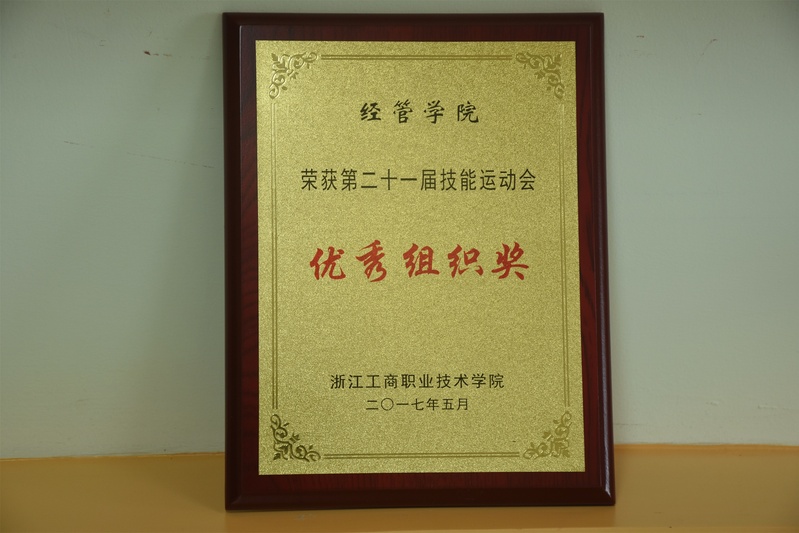 经管学院
荣获第二十一届技能运动会
优秀组织奖
浙江工商职业技术学院
二〇一七年五月